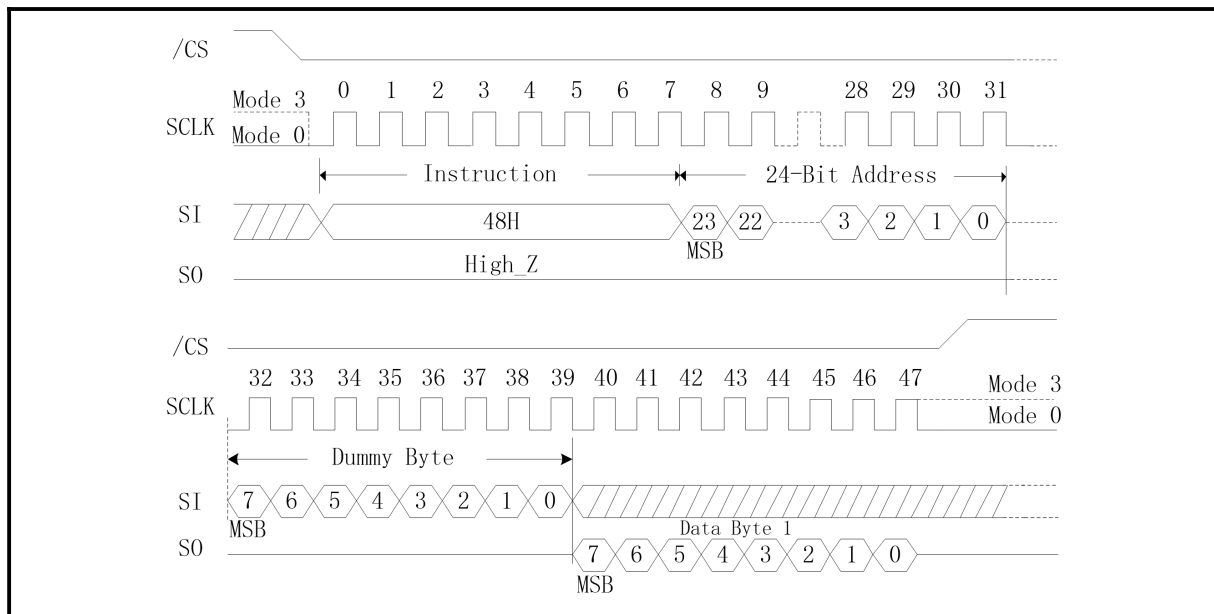 /CS
0 1 2 3 4 5 6 7 8 9 28 29 30 31
Mode 3
SCLK
Mode 0
Instruction 24-Bit Address
SI 48H 23 22 3 2 1 0
MSB
High_Z
SO
/CS
32 33 34 35 36 37 38 39 40 41 42 43 44 45 46 47
Mode 3
SCLK
Mode 0
Dummy Byte
SI 7 6 5 4 3 2 1 0
MSB
Data Byte 1
SO 7 6 5 4 3 2 1 0
MSB